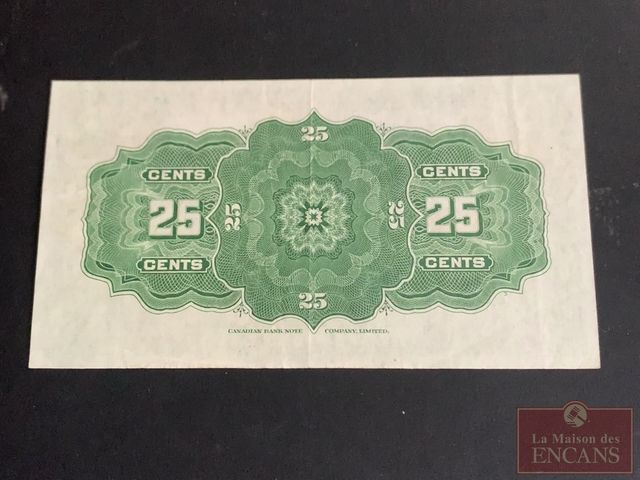 25
CENTS CENTS
25 25 25 25
CENTS CENTS
25
CANADIAN BANK NOTE COMPANY, LIMITED.
La Maison des
ENCANS